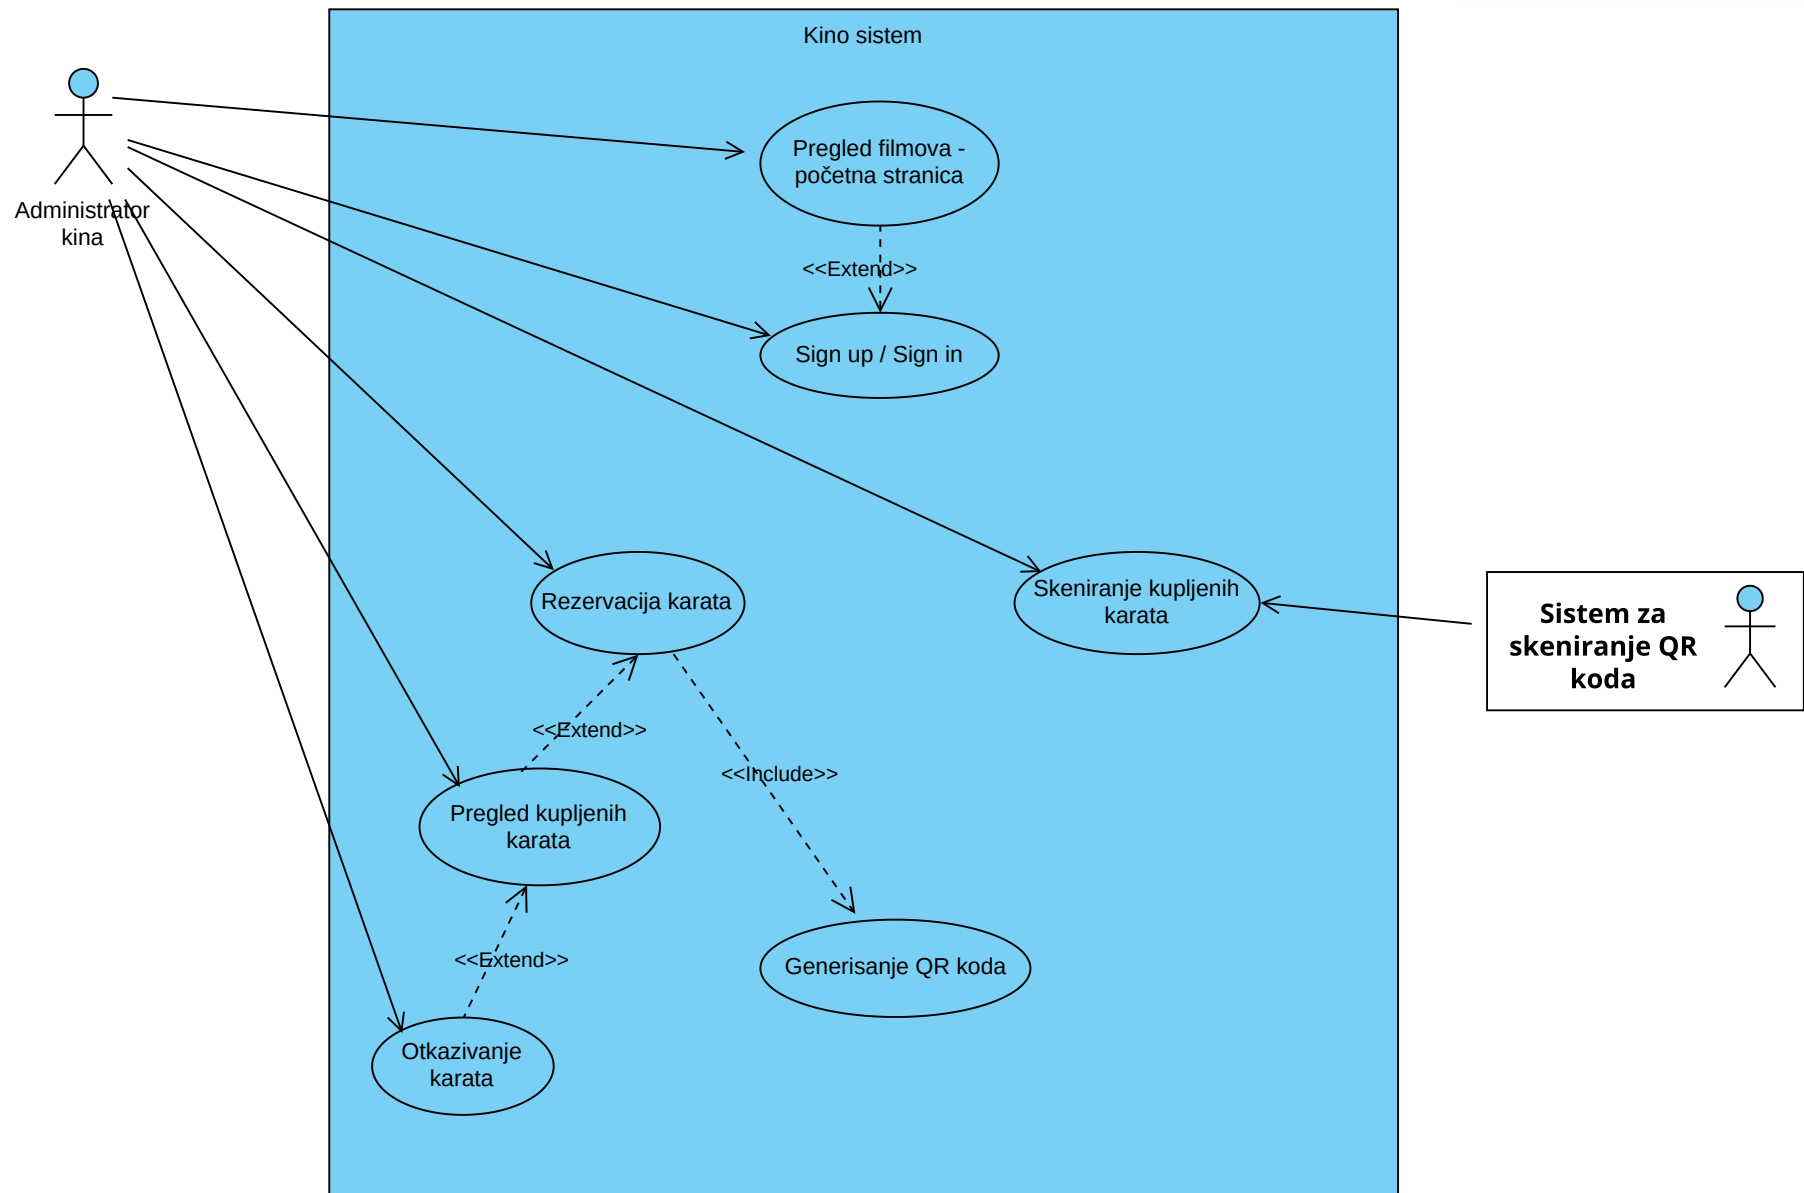 Kino sistem
Administrator
kina
Pregled filmova -
početna stranica
<<Extend>>
Sign up / Sign in
Rezervacija karata
Skeniranje kupljenih
karata
Sistem za
skeniranje QR
koda
<<Extend>>
<<Include>>
Pregled kupljenih
karata
<<Extend>>
Generisanje QR koda
Otkazivanje
karata